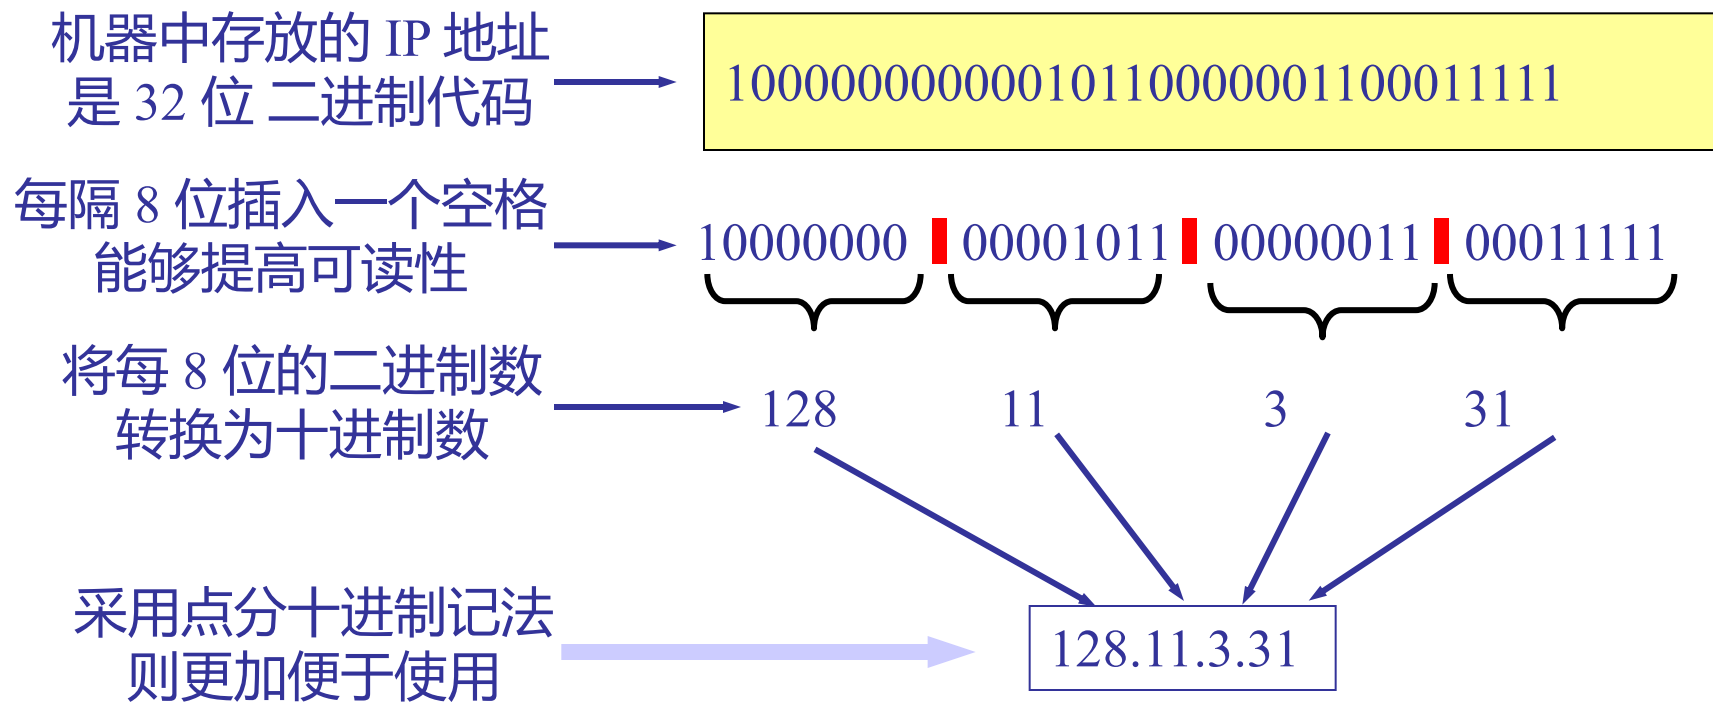 机器中存放的 IP 地址
是 32 位 二进制代码
10000000000010110000001100011111
每隔 8 位插入一个空格
能够提高可读性
10000000 00001011 00000011 00011111
将每 8 位的二进制数
转换为十进制数
128 11 3 31
采用点分十进制记法
则更加便于使用
128.11.3.31